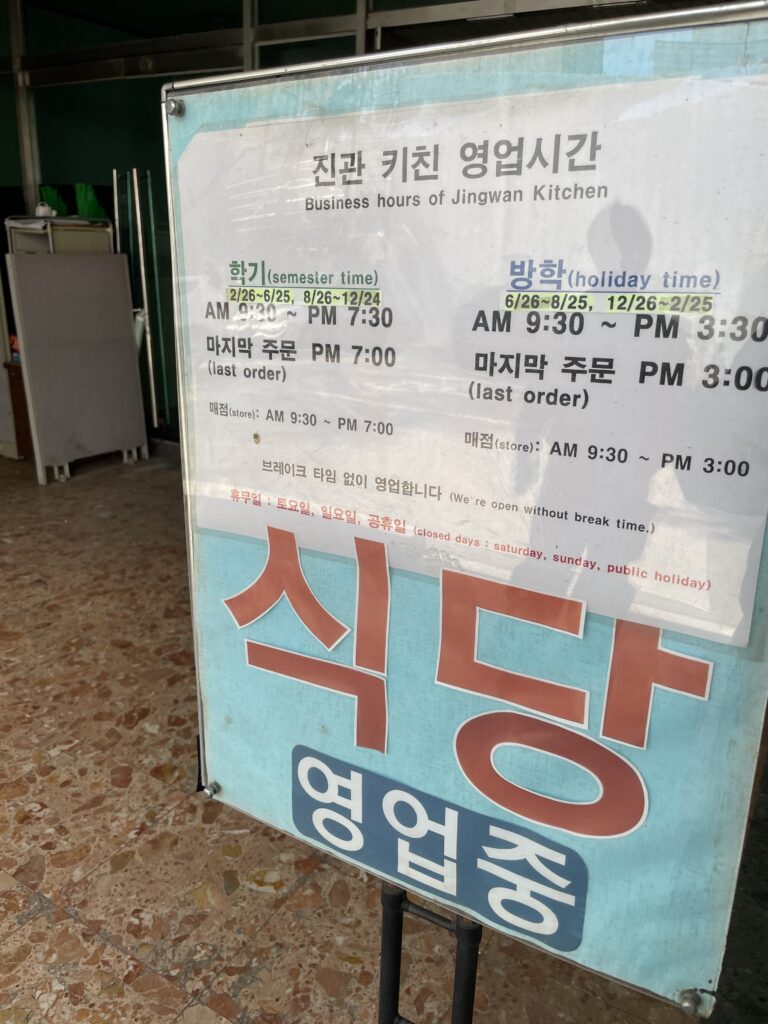 진관 키친 영업시간
Business hours of Jingwan Kitchen
학기(semester time)
2/26~6/25, 8/26~12/24
AM 9:30 ~ PM 7:30
마지막 주문 PM 7:00
(last order)
매점(store): AM 9:30 ~ PM 7:00
방학(holiday time)
6/26~8/25, 12/26~2/25
AM 9:30 ~ PM 3:30
마지막 주문 PM 3:00
(last order)
매점(store): AM 9:30 ~ PM 3:00
브레이크 타임 없이 영업합니다 (We're open without break time.)
휴무일 : 토요일, 일요일, 공휴일 (closed days : saturday, sunday, public holiday)
식당
영업중